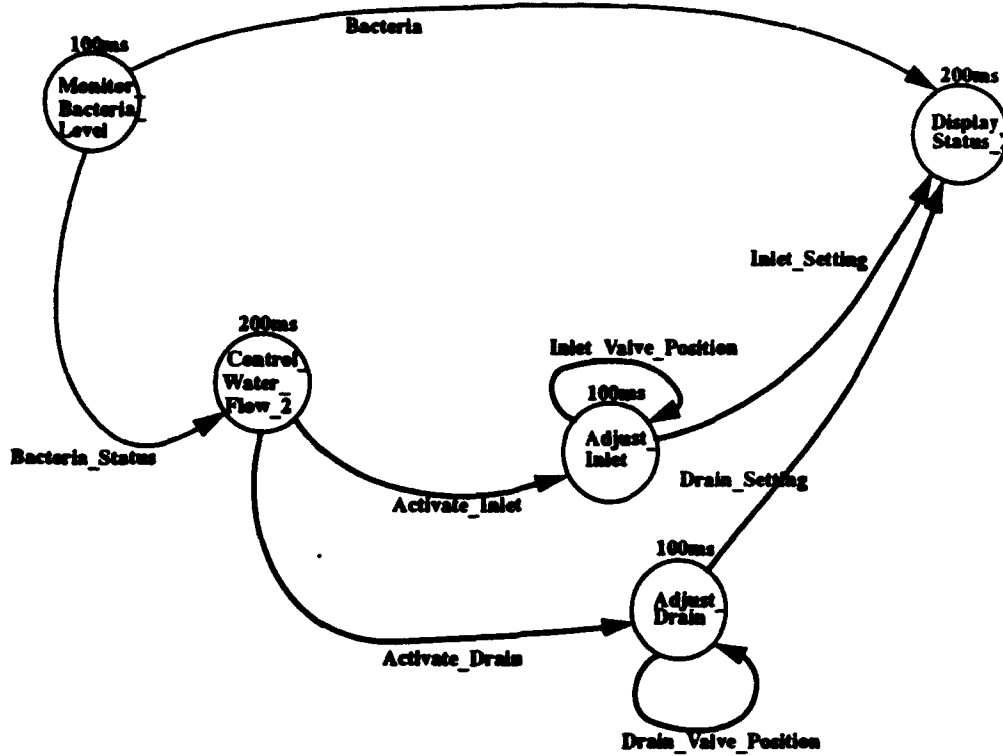 Bacteria
100ms
Monitor_
Bacteria_
Level
200ms
Display_
Status_2
Inlet_Setting
200ms
Control_
Water_
Flow_2
Inlet_Valve_Position
100ms
Adjust_
Inlet
Bacteria_Status
Drain_Setting
Activate_Inlet
100ms
Adjust_
Drain
Activate_Drain
Drain_Valve_Position